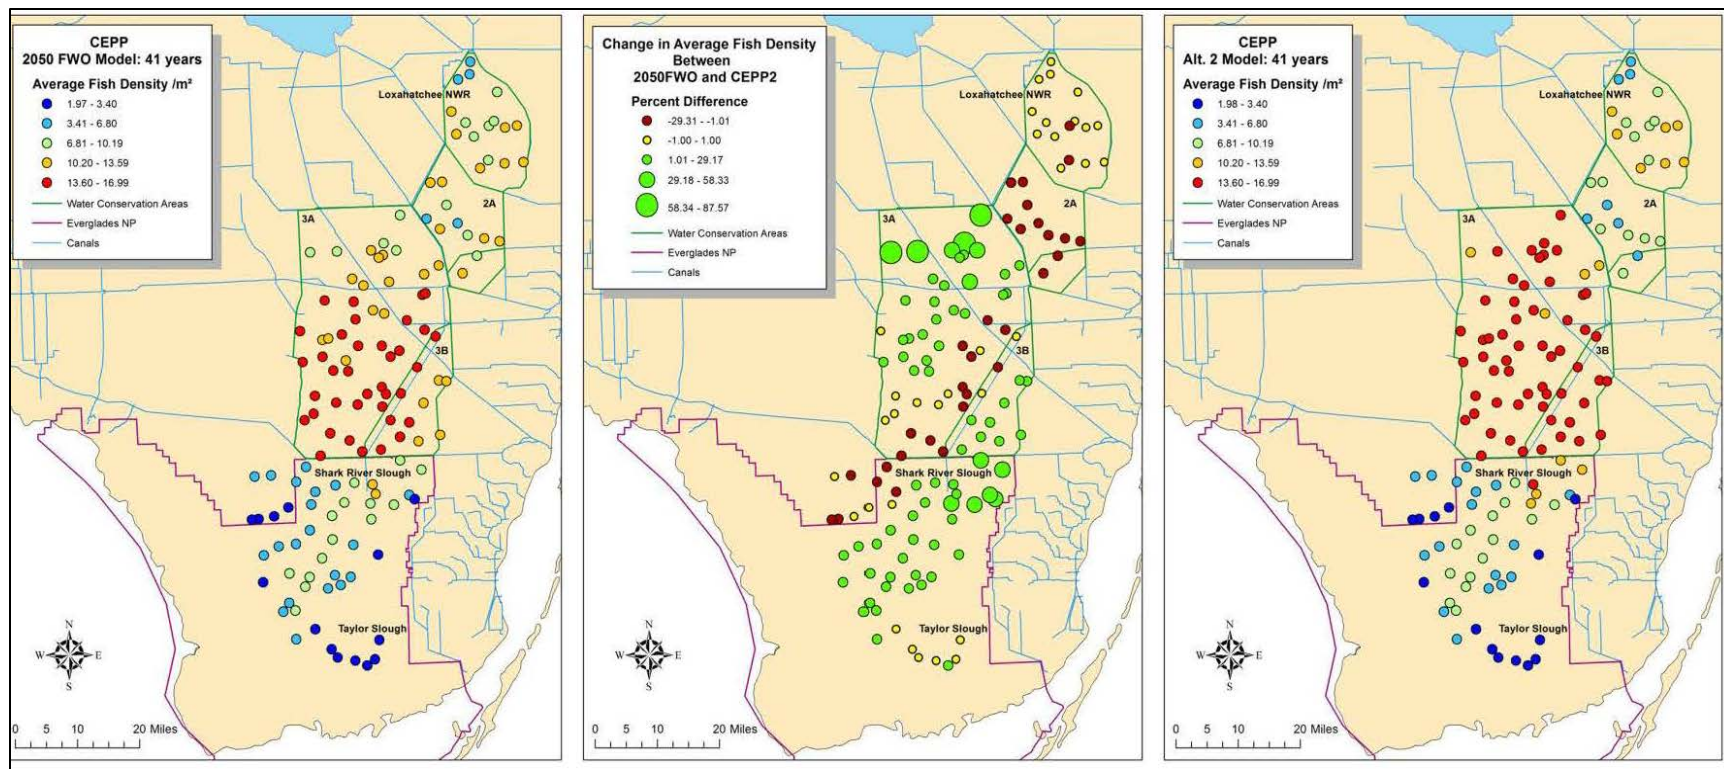 CEPP
2050 FWO Model: 41 years
Average Fish Density /m²
1.97 - 3.40
3.41 - 6.80
6.81 - 10.19
10.20 - 13.59
13.60 - 16.99
Water Conservation Areas
Everglades NP
Canals
Loxahatchee NWR
2A
3A
3B
Shark River Slough
Taylor Slough
N
W E
S
0 5 10 20 Miles
Change in Average Fish Density
Between
2050FWO and CEPP2
Percent Difference
-29.31 - -1.01
-1.00 - 1.00
1.01 - 29.17
29.18 - 58.33
58.34 - 87.57
Water Conservation Areas
Everglades NP
Canals
Loxahatchee NWR
2A
3A
3B
Shark River Slough
Taylor Slough
N
W E
S
0 5 10 20 Miles
CEPP
Alt. 2 Model: 41 years
Average Fish Density /m²
1.98 - 3.40
3.41 - 6.80
6.81 - 10.19
10.20 - 13.59
13.60 - 16.99
Water Conservation Areas
Everglades NP
Canals
Loxahatchee NWR
2A
3A
3B
Shark River Slough
Taylor Slough
N
W E
S
0 5 10 20 Miles